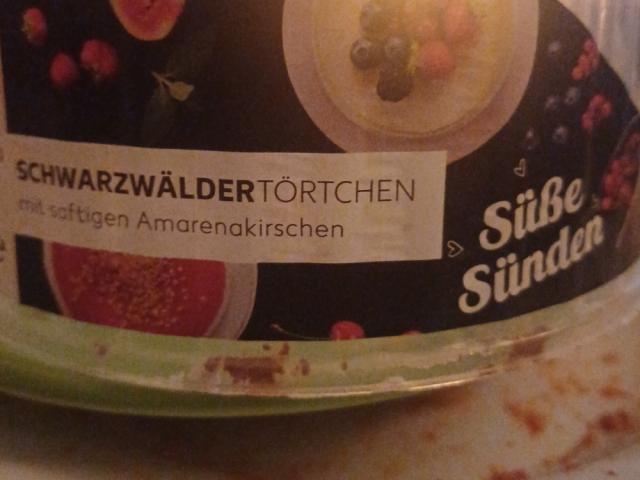 SCHWARZWÄLDERTÖRTCHEN
mit saftigen Amarenakirschen
Süße
Sünden